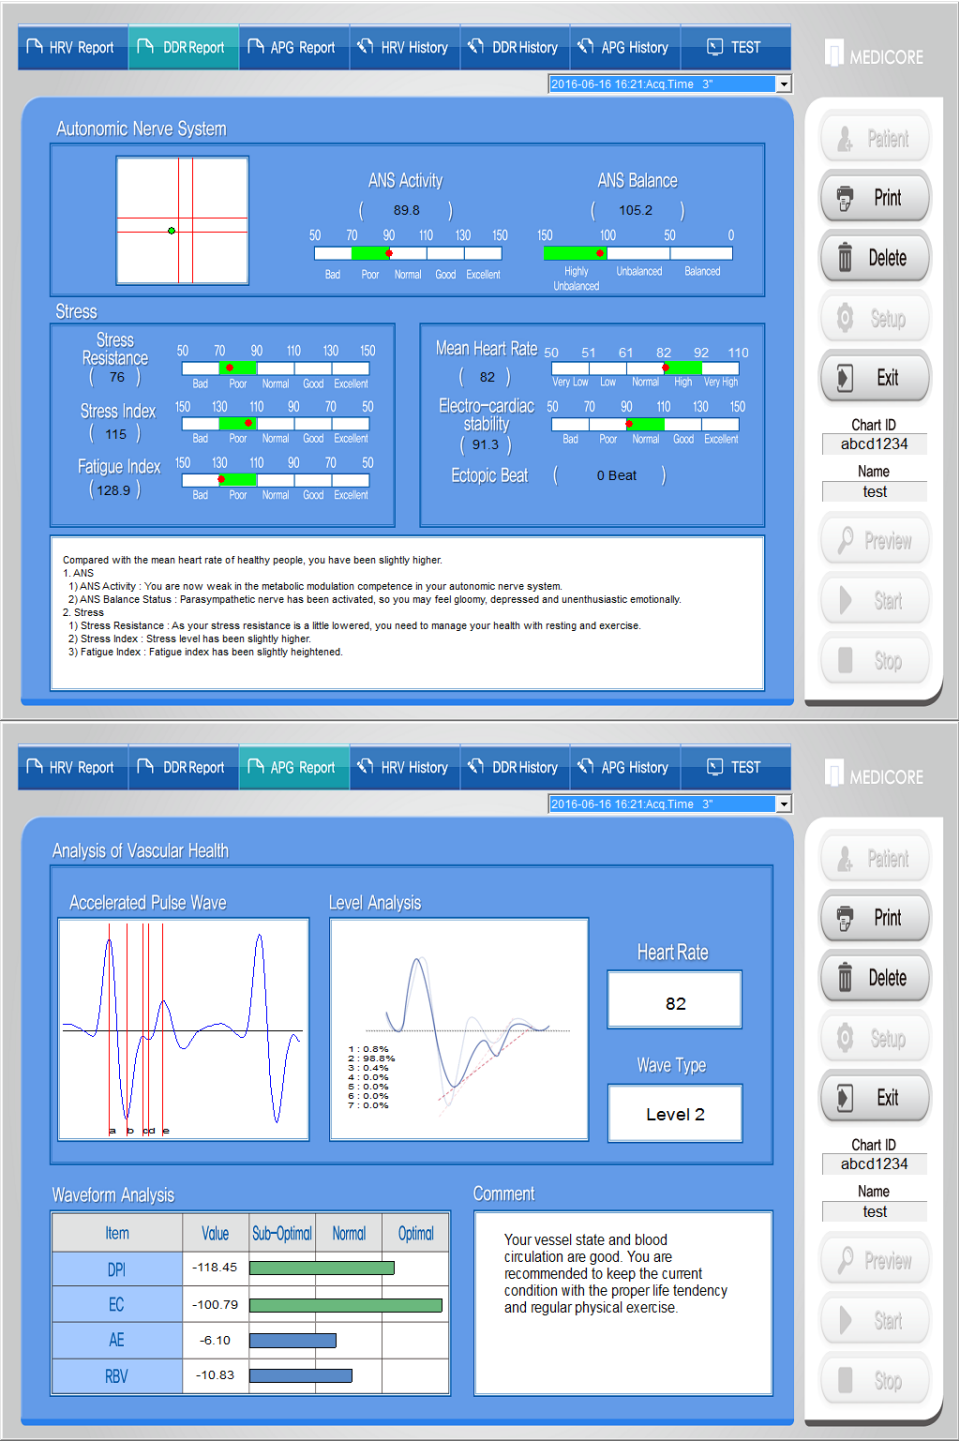 HRV Report DDR Report APG Report HRV History DDR History APG History TEST
MEDICORE
2016-06-16 16:21:Acq.Time 3"
Autonomic Nerve System
ANS Activity
( 89.8 )
50 70 90 110 130 150
Bad Poor Normal Good Excellent
ANS Balance
( 105.2 )
150 100 50 0
Highly Unbalanced Balanced
Unbalanced
Stress
Stress
Resistance
( 76 )
50 70 90 110 130 150
Bad Poor Normal Good Excellent
Stress Index
( 115 )
150 130 110 90 70 50
Bad Poor Normal Good Excellent
Fatigue Index
( 128.9 )
150 130 110 90 70 50
Bad Poor Normal Good Excellent
Mean Heart Rate
( 82 )
50 51 61 82 92 110
Very Low Low Normal High Very High
Electro-cardiac
stability
( 91.3 )
50 70 90 110 130 150
Bad Poor Normal Good Excellent
Ectopic Beat ( 0 Beat )
Compared with the mean heart rate of healthy people, you have been slightly higher.
1. ANS
1) ANS Activity : You are now weak in the metabolic modulation competence in your autonomic nerve system.
2) ANS Balance Status : Parasympathetic nerve has been activated, so you may feel gloomy, depressed and unenthusiastic emotionally.
2. Stress
1) Stress Resistance : As your stress resistance is a little lowered, you need to manage your health with resting and exercise.
2) Stress Index : Stress level has been slightly higher.
3) Fatigue Index : Fatigue index has been slightly heightened.
Patient
Print
Delete
Setup
Exit
Chart ID
abcd1234
Name
test
Preview
Start
Stop
HRV Report DDR Report APG Report HRV History DDR History APG History TEST
MEDICORE
2016-06-16 16:21:Acq.Time 3"
Analysis of Vascular Health
Accelerated Pulse Wave
a b c d e
Level Analysis
1 : 0.8%
2 : 98.8%
3 : 0.4%
4 : 0.0%
5 : 0.0%
6 : 0.0%
7 : 0.0%
Heart Rate
82
Wave Type
Level 2
Waveform Analysis
Item Value Sub-Optimal Normal Optimal
DPI -118.45
EC -100.79
AE -6.10
RBV -10.83
Comment
Your vessel state and blood
circulation are good. You are
recommended to keep the current
condition with the proper life tendency
and regular physical exercise.
Patient
Print
Delete
Setup
Exit
Chart ID
abcd1234
Name
test
Preview
Start
Stop